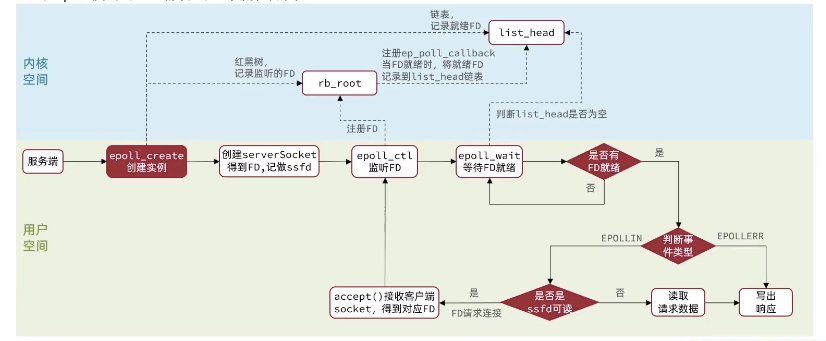 链表，
记录就绪FD
list_head
内核
空间
红黑树，
记录监听的FD
rb_root
注册ep_poll_callback
当FD就绪时，将就绪FD
记录到list_head链表
判断list_head是否为空
注册FD
服务端
epoll_create
创建实例
创建serverSocket
得到FD,记做ssfd
epoll_ctl
监听FD
epoll_wait
等待FD就绪
是否有
FD就绪
是
否
用户
空间
EPOLLIN
判断事
件类型
EPOLLERR
accept()接收客户端
socket，得到对应FD
是
FD请求连接
是否是
ssfd可读
否
读取
请求数据
写出
响应